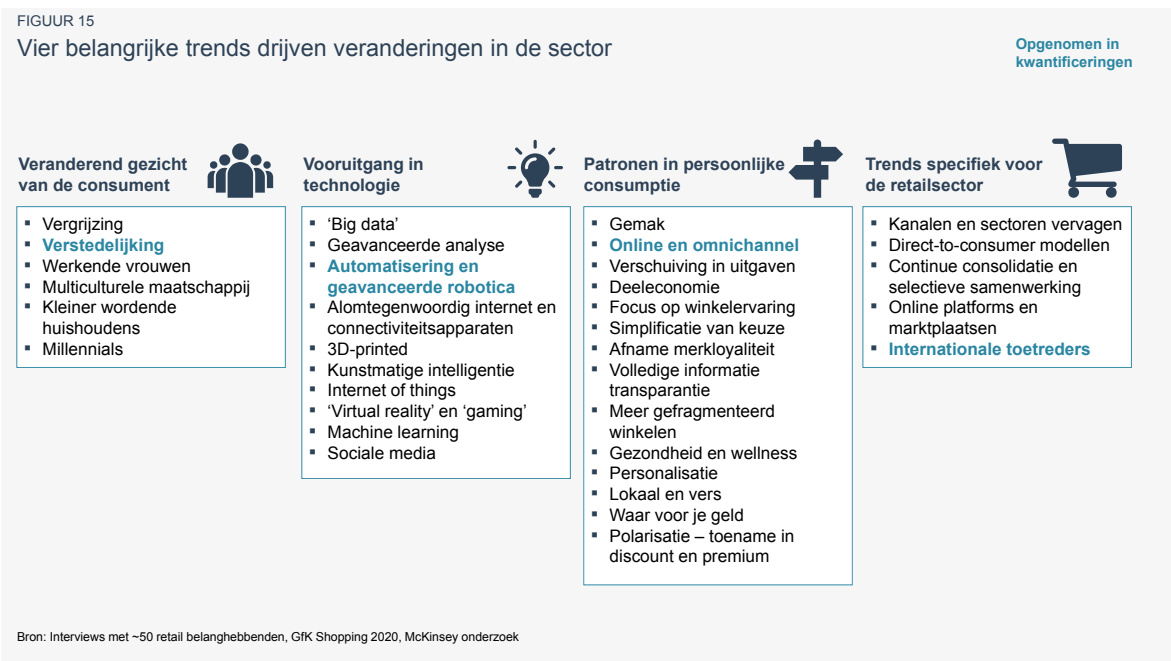 FIGUUR 15
Vier belangrijke trends drijven veranderingen in de sector
Opgenomen in
kwantificeringen
Veranderend gezicht
van de consument
▪ Vergrijzing
▪ Verstedelijking
▪ Werkende vrouwen
▪ Multiculturele maatschappij
▪ Kleiner wordende
huishoudens
▪ Millennials
Vooruitgang in
technologie
▪ ‘Big data’
▪ Geavanceerde analyse
▪ Automatisering en
geavanceerde robotica
▪ Alomtegenwoordig internet en
connectiviteitsapparaten
▪ 3D-printed
▪ Kunstmatige intelligentie
▪ Internet of things
▪ ‘Virtual reality’ en ‘gaming’
▪ Machine learning
▪ Sociale media
Patronen in persoonlijke
consumptie
▪ Gemak
▪ Online en omnichannel
▪ Verschuiving in uitgaven
▪ Deeleconomie
▪ Focus op winkelervaring
▪ Simplificatie van keuze
▪ Afname merkloyaliteit
▪ Volledige informatie
transparantie
▪ Meer gefragmenteerd
winkelen
▪ Gezondheid en wellness
▪ Personalisatie
▪ Lokaal en vers
▪ Waar voor je geld
▪ Polarisatie – toename in
discount en premium
Trends specifiek voor
de retailsector
▪ Kanalen en sectoren vervagen
▪ Direct-to-consumer modellen
▪ Continue consolidatie en
selectieve samenwerking
▪ Online platforms en
marktplaatsen
▪ Internationale toetreders
Bron: Interviews met ~50 retail belanghebbenden, GfK Shopping 2020, McKinsey onderzoek